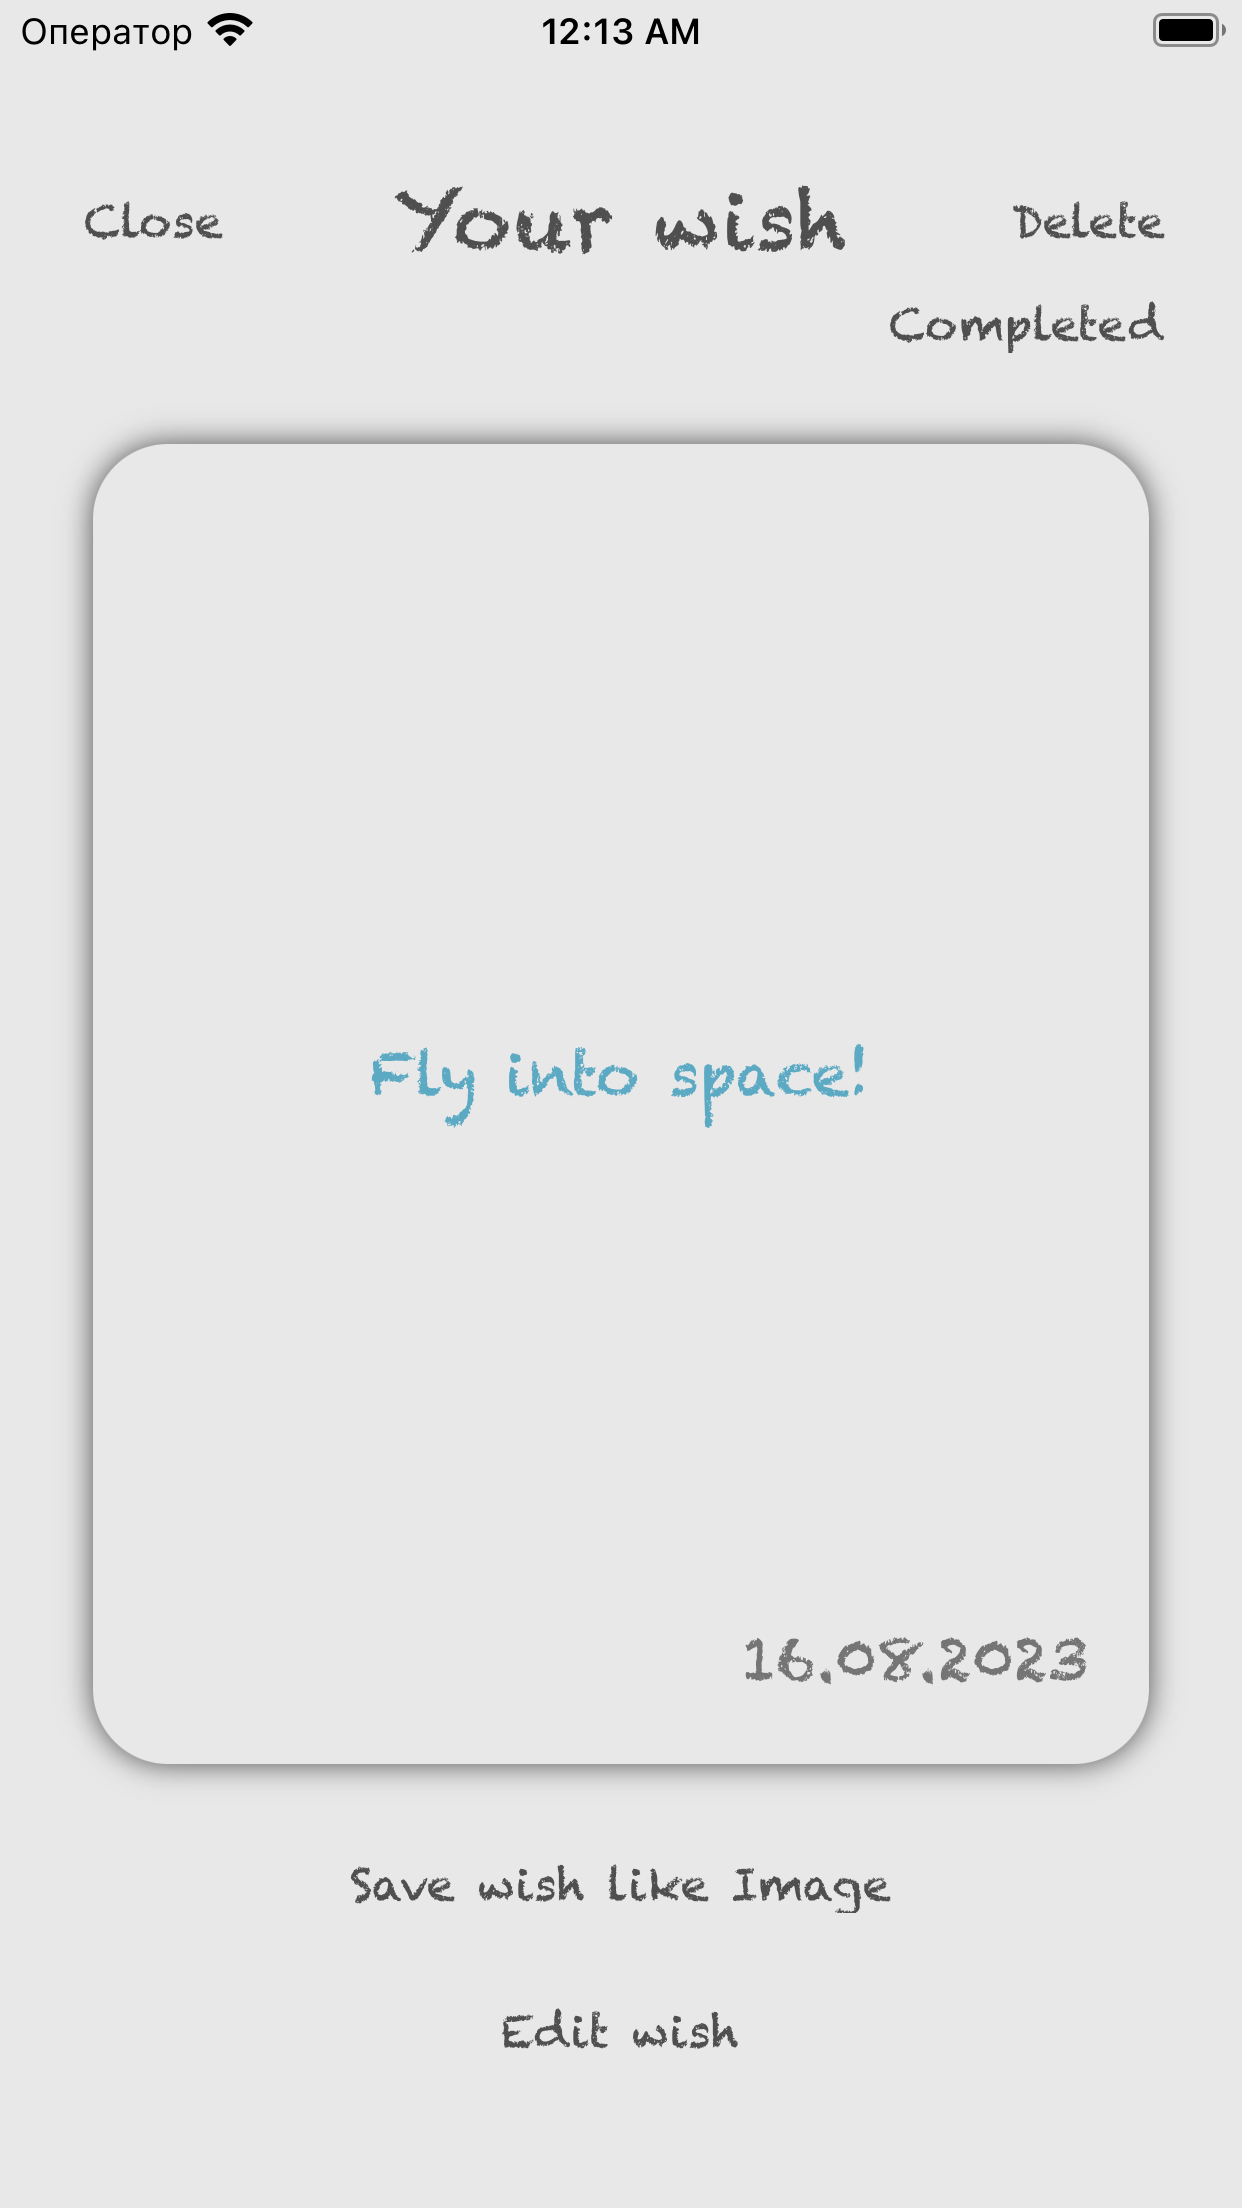 Оператор 12:13 AM
Close Your wish Delete
Completed
Fly into space!
16.08.2023
Save wish like Image
Edit wish